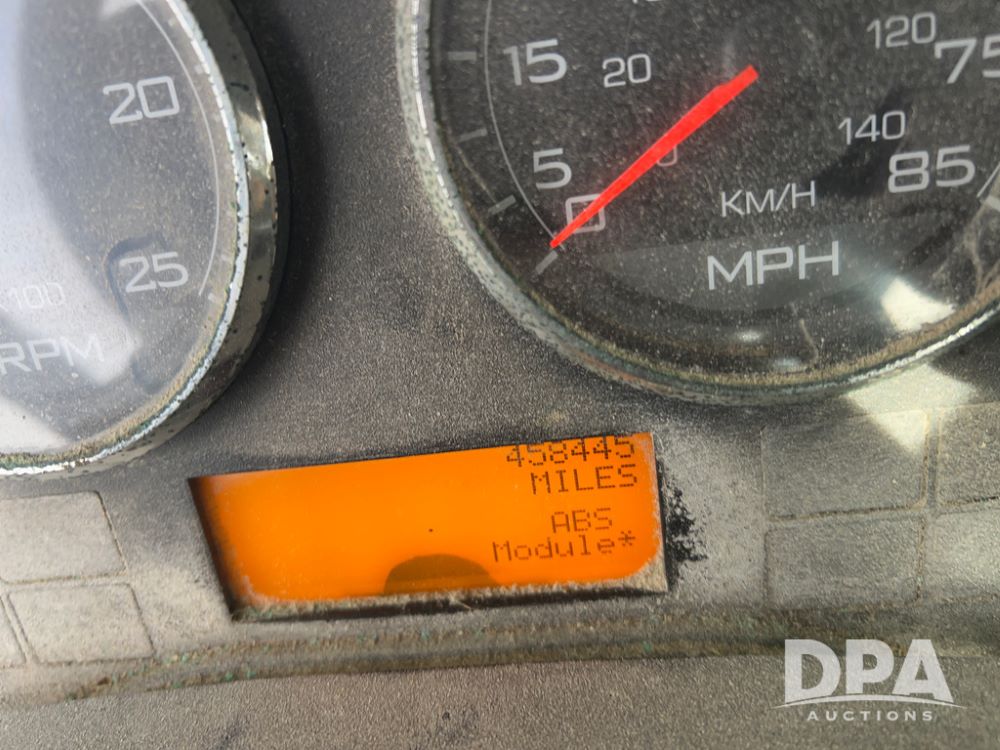 20
25
100
RPM
15
20
5
0
0
120
75
140
85
KM/H
MPH
458445
MILES
ABS
Module*
DPA
AUCTIONS